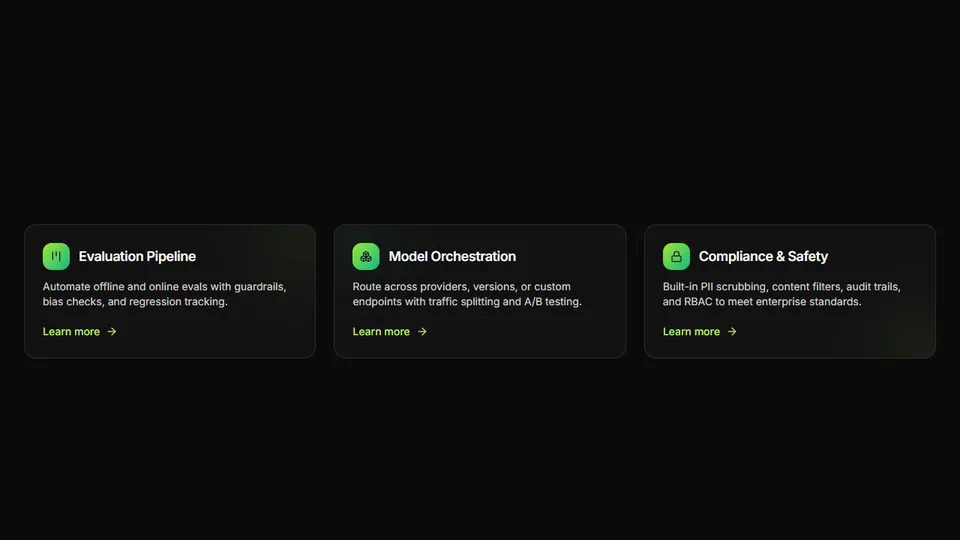 Evaluation Pipeline
Automate offline and online evals with guardrails,
bias checks, and regression tracking.
Learn more
Model Orchestration
Route across providers, versions, or custom
endpoints with traffic splitting and A/B testing.
Learn more
Compliance & Safety
Built-in PII scrubbing, content filters, audit trails,
and RBAC to meet enterprise standards.
Learn more